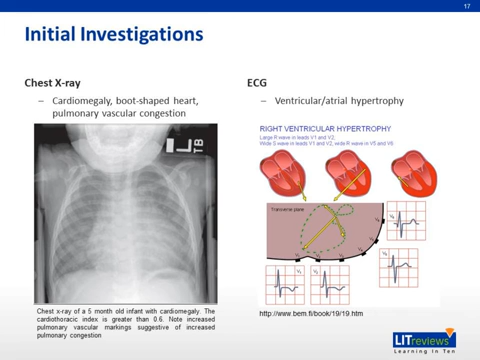 17
Initial Investigations
Chest X-ray
– Cardiomegaly, boot-shaped heart,
pulmonary vascular congestion
L
TB
Chest x-ray of a 5 month old infant with cardiomegaly. The
cardiothoracic index is greater than 0.6. Note increased
pulmonary vascular markings suggestive of increased
pulmonary congestion
ECG
– Ventricular/atrial hypertrophy
RIGHT VENTRICULAR HYPERTROPHY
Large R wave in leads V1 and V2,
Wide S wave in leads V1 and V2, wide R wave in V5 and V6
Transversal plane
http://www.bem.fi/book/19/19.htm
LITreviews
Learning In Ten